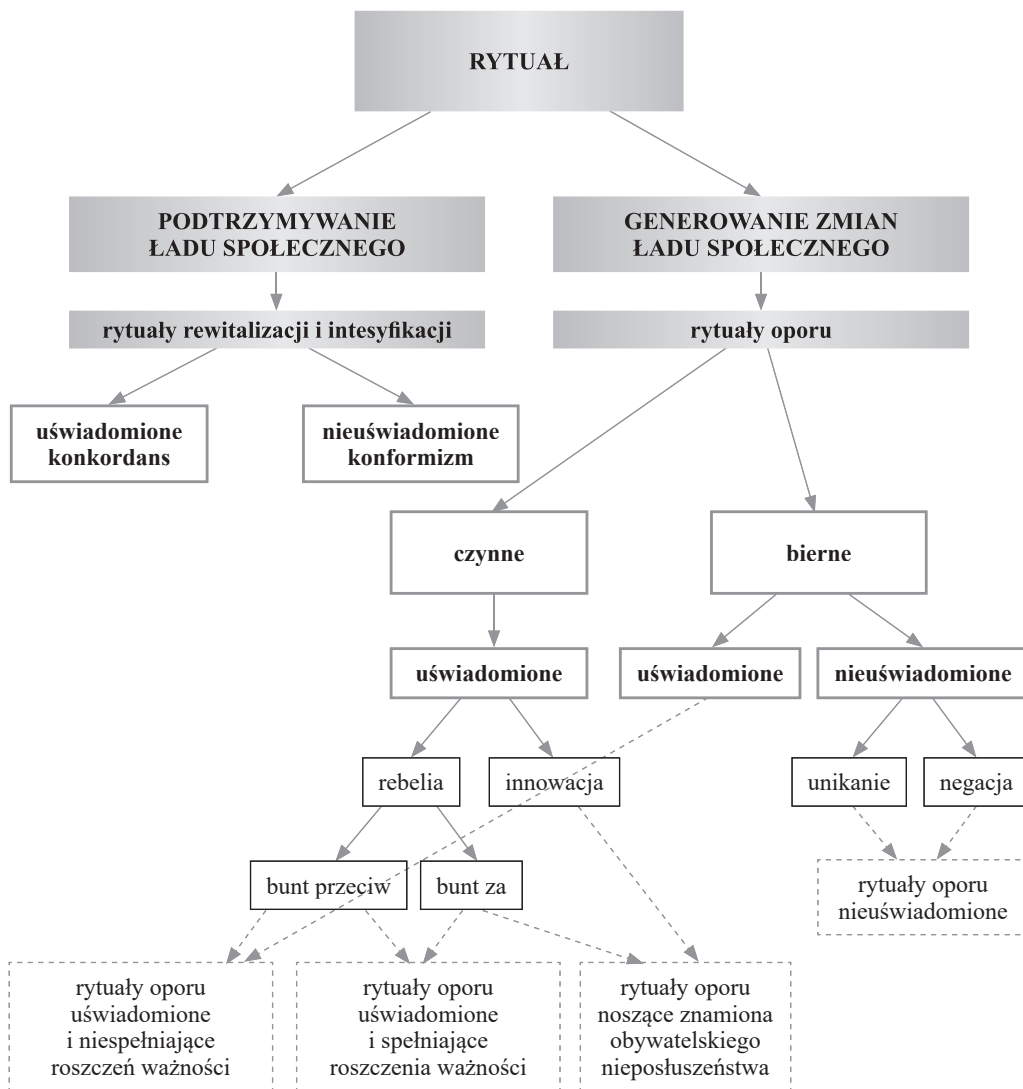 RYTUAŁ
PODTRZYMYWANIE
ŁADU SPOŁECZNEGO
GENEROWANIE ZMIAN
ŁADU SPOŁECZNEGO
rytuały rewitalizacji i intesyfikacji
rytuały oporu
uświadomione
konkordans
nieuświadomione
konformizm
czynne
bierne
uświadomione
uświadomione
nieuświadomione
rebelia
innowacja
unikanie
negacja
bunt przeciw
bunt za
rytuały oporu
nieuświadomione
rytuały oporu
uświadomione
i niespełniające
roszczeń ważności
rytuały oporu
uświadomione
i spełniające
roszczenia ważności
rytuały oporu
noszące znamiona
obywatelskiego
nieposłuszeństwa